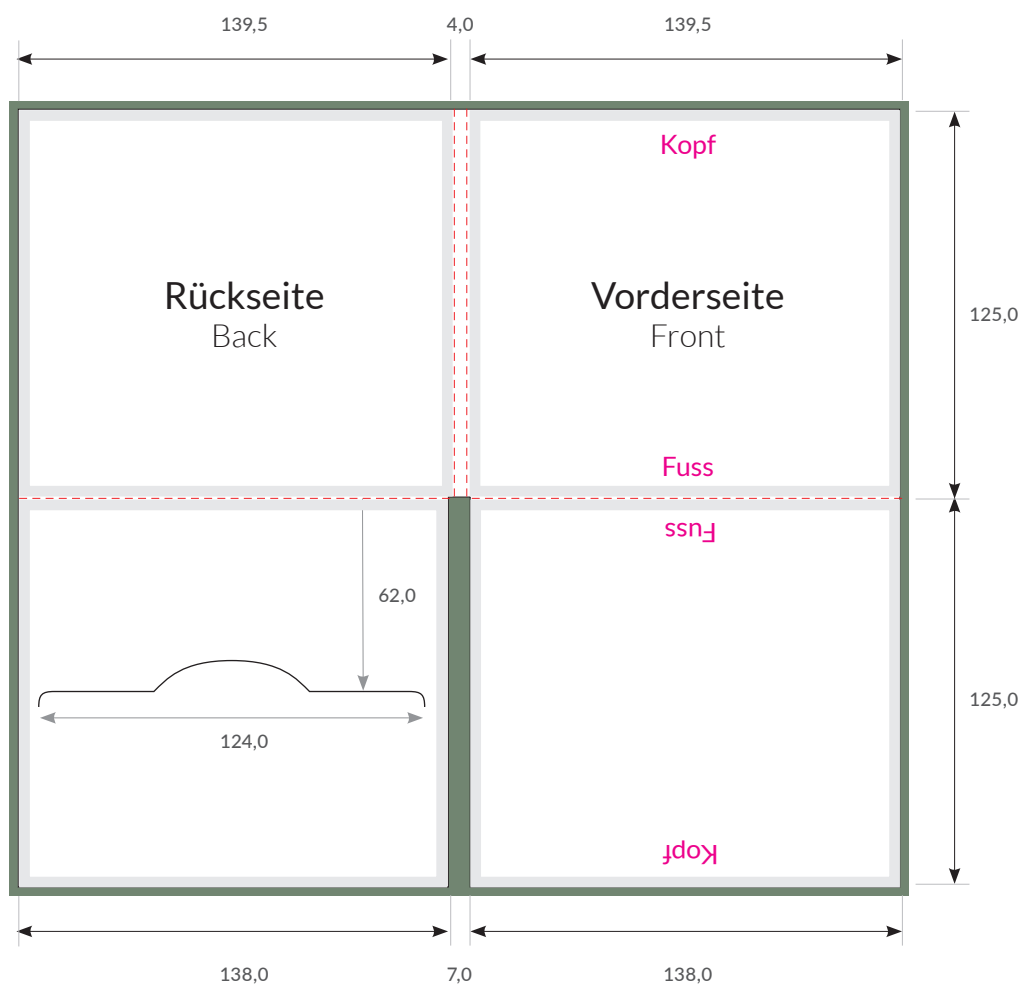 139,5
4,0
139,5
Kopf
Rückseite
Back
Vorderseite
Front
125,0
Fuss
Fuss
62,0
125,0
124,0
Kopf
138,0
7,0
138,0